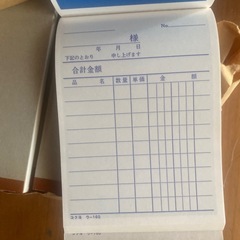 No.
様
年 月 日
下記のとおり 申し上げます
合計金額
品 名 数量 単価 金 額